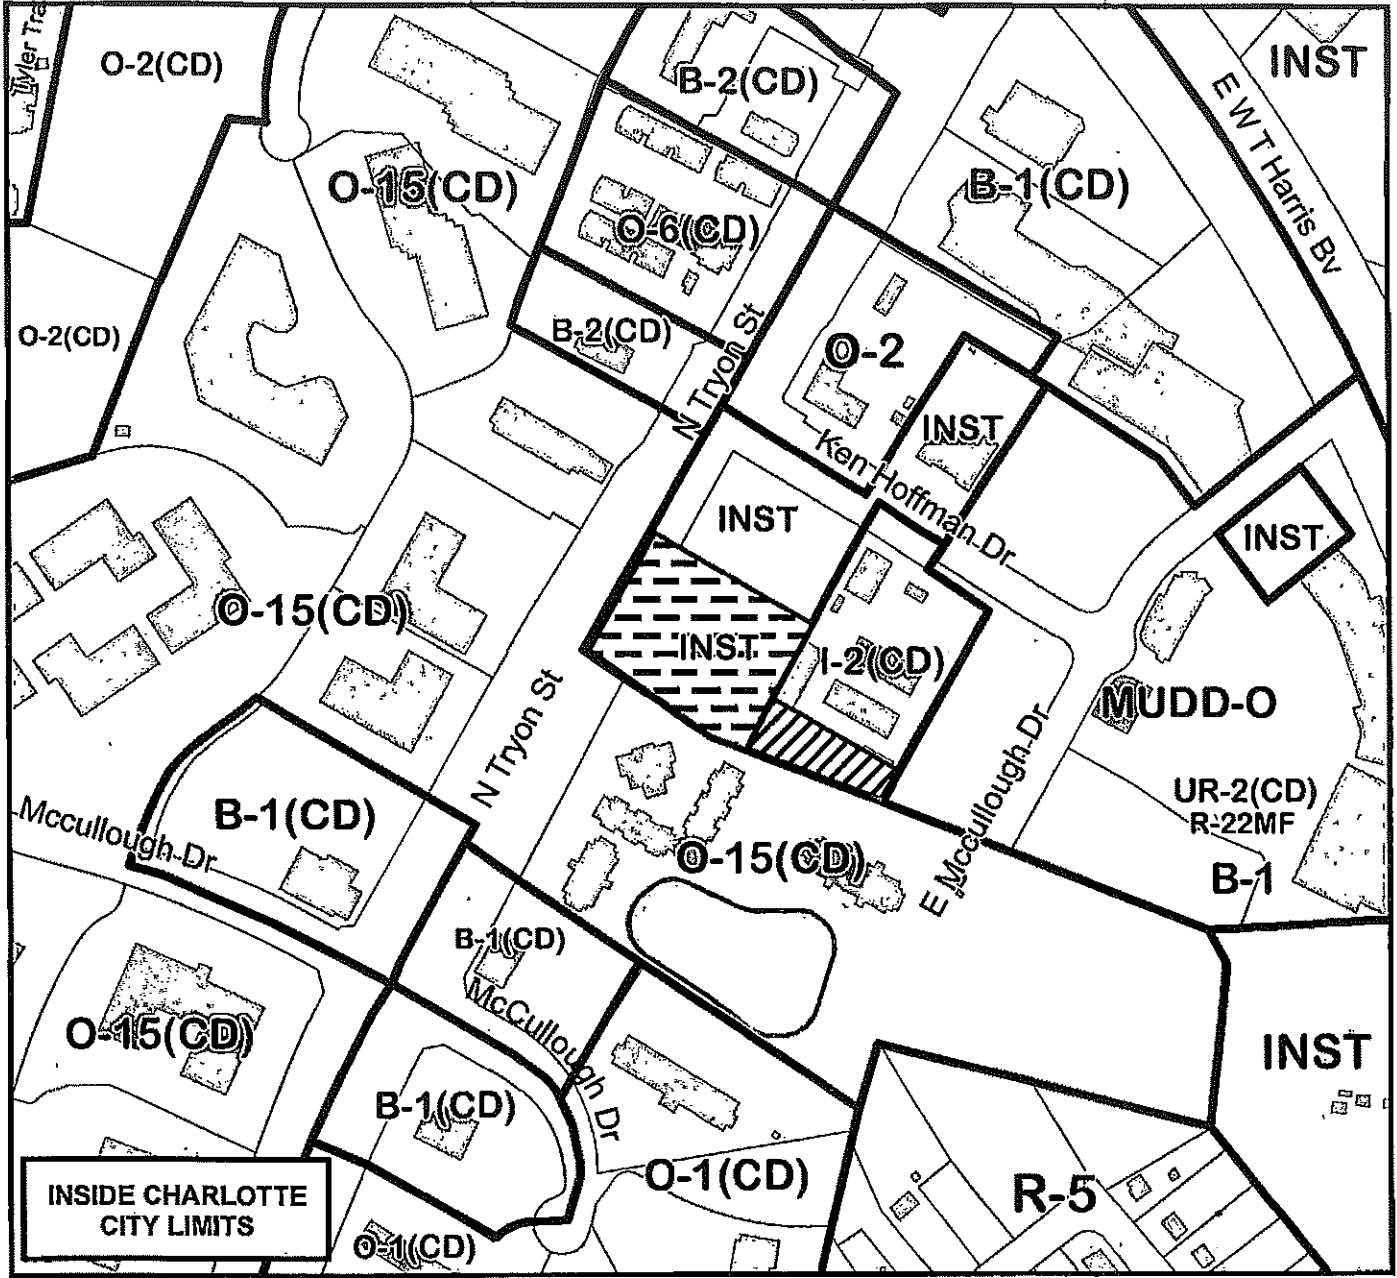 Tyler Tra
O-2(CD)
B-2(CD)
INST
E W T Harris Bv
O-15(CD)
B-1(CD)
O-6(CD)
O-2(CD)
B-2(CD)
N Tryon St
O-2
INST
Ken Hoffman Dr
INST
INST
O-15(CD)
INST
I-2(CD)
MUDD-O
N Tryon St
E Mccullough Dr
UR-2(CD)
R-22MF
B-1
Mccullough Dr
B-1(CD)
O-15(CD)
B-1(CD)
McCullough Dr
O-15(CD)
INST
B-1(CD)
O-1(CD)
R-5
INSIDE CHARLOTTE
CITY LIMITS
O-1(CD)